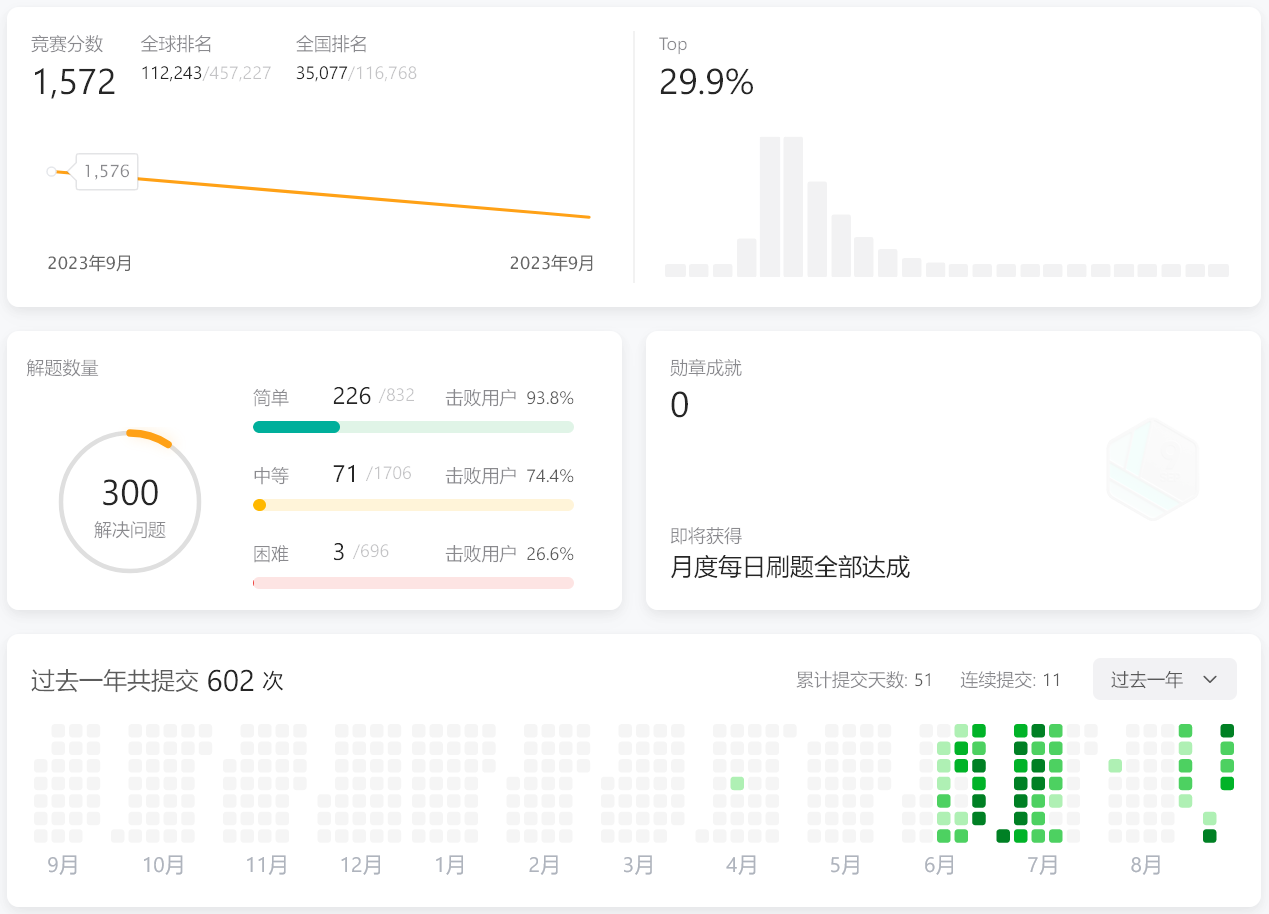 竞赛分数 全球排名 全国排名
1,572 112,243/457,227 35,077/116,768
1,576
2023年9月 2023年9月
Top
29.9%
解题数量
300
解决问题
简单 226 /832 击败用户 93.8%
中等 71 /1706 击败用户 74.4%
困难 3 /696 击败用户 26.6%
勋章成就
0
即将获得
月度每日刷题全部达成
过去一年共提交 602 次 累计提交天数: 51 连续提交: 11 过去一年
9月 10月 11月 12月 1月 2月 3月 4月 5月 6月 7月 8月